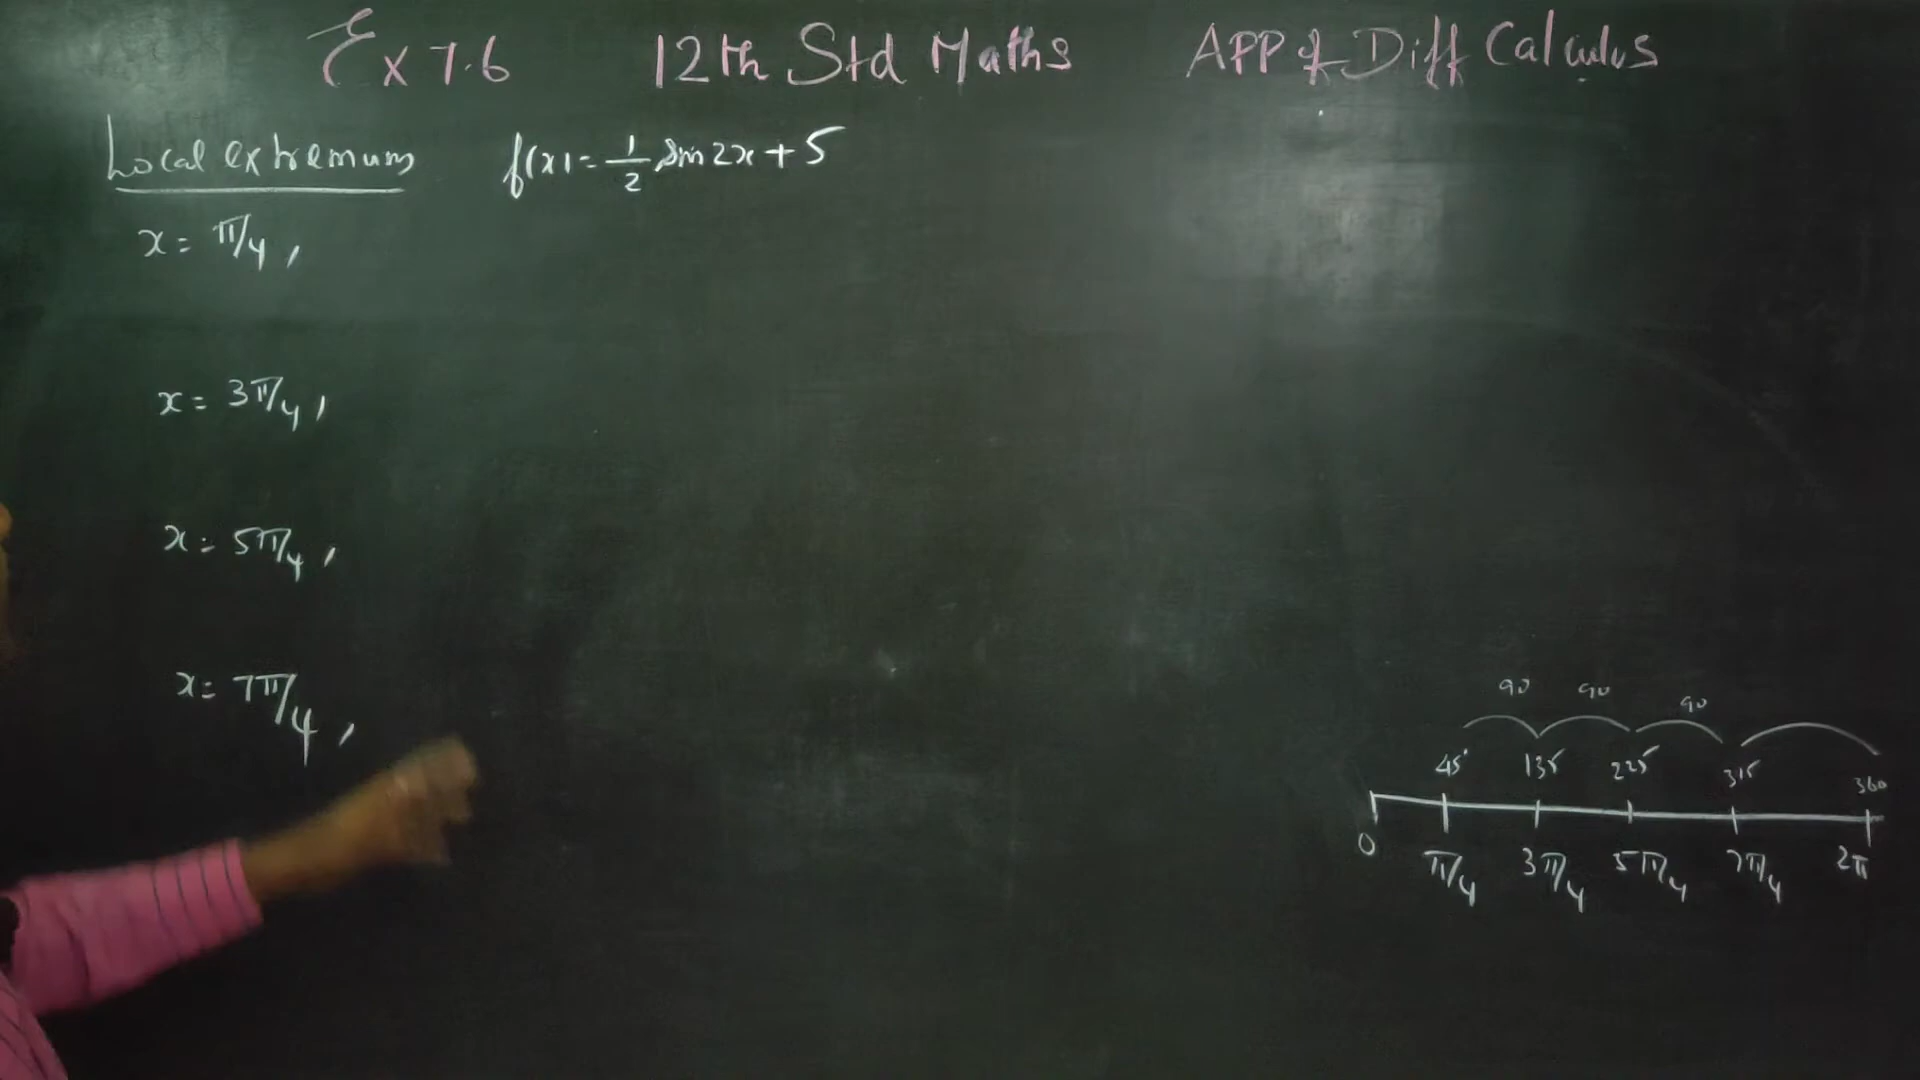 Ex 7.6 12th Std Maths APP of Diff Calculus
Local extremum f(x) = 1/2 sin 2x + 5
x = π/4,
x = 3π/4,
x = 5π/4,
x = 7π/4,
90 90 90
45° 135 225 315 360
0 π/4 3π/4 5π/4 7π/4 2π